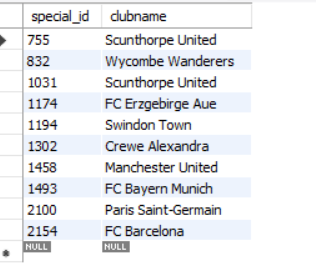 special_id clubname
755 Scunthorpe United
832 Wycombe Wanderers
1031 Scunthorpe United
1174 FC Erzgebirge Aue
1194 Swindon Town
1302 Crewe Alexandra
1458 Manchester United
1493 FC Bayern Munich
2100 Paris Saint-Germain
2154 FC Barcelona
NULL NULL